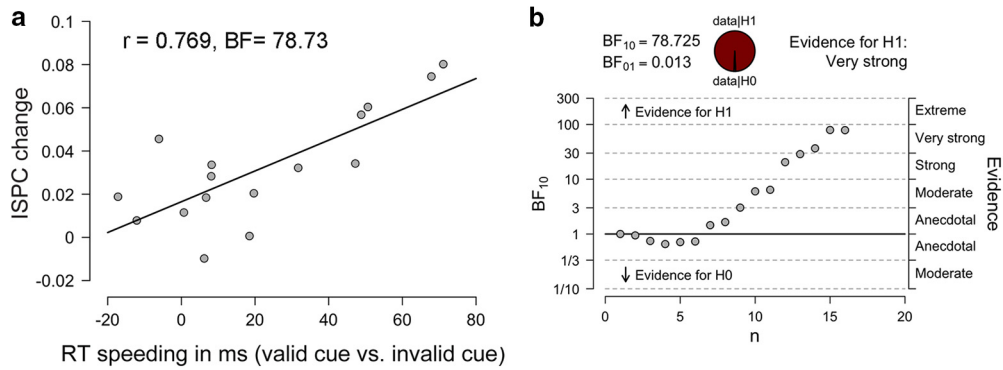 a
r = 0.769, BF= 78.73
ISPC change
0.1
0.08
0.06
0.04
0.02
0
-0.02
-20 0 20 40 60 80
RT speeding in ms (valid cue vs. invalid cue)
b
data|H1
BF10 = 78.725
BF01 = 0.013
data|H0
Evidence for H1:
Very strong
BF10
300
100
30
10
3
1
1/3
1/10
↑ Evidence for H1
↓ Evidence for H0
Extreme
Very strong
Strong
Moderate
Anecdotal
Anecdotal
Moderate
Evidence
0 5 10 15 20
n